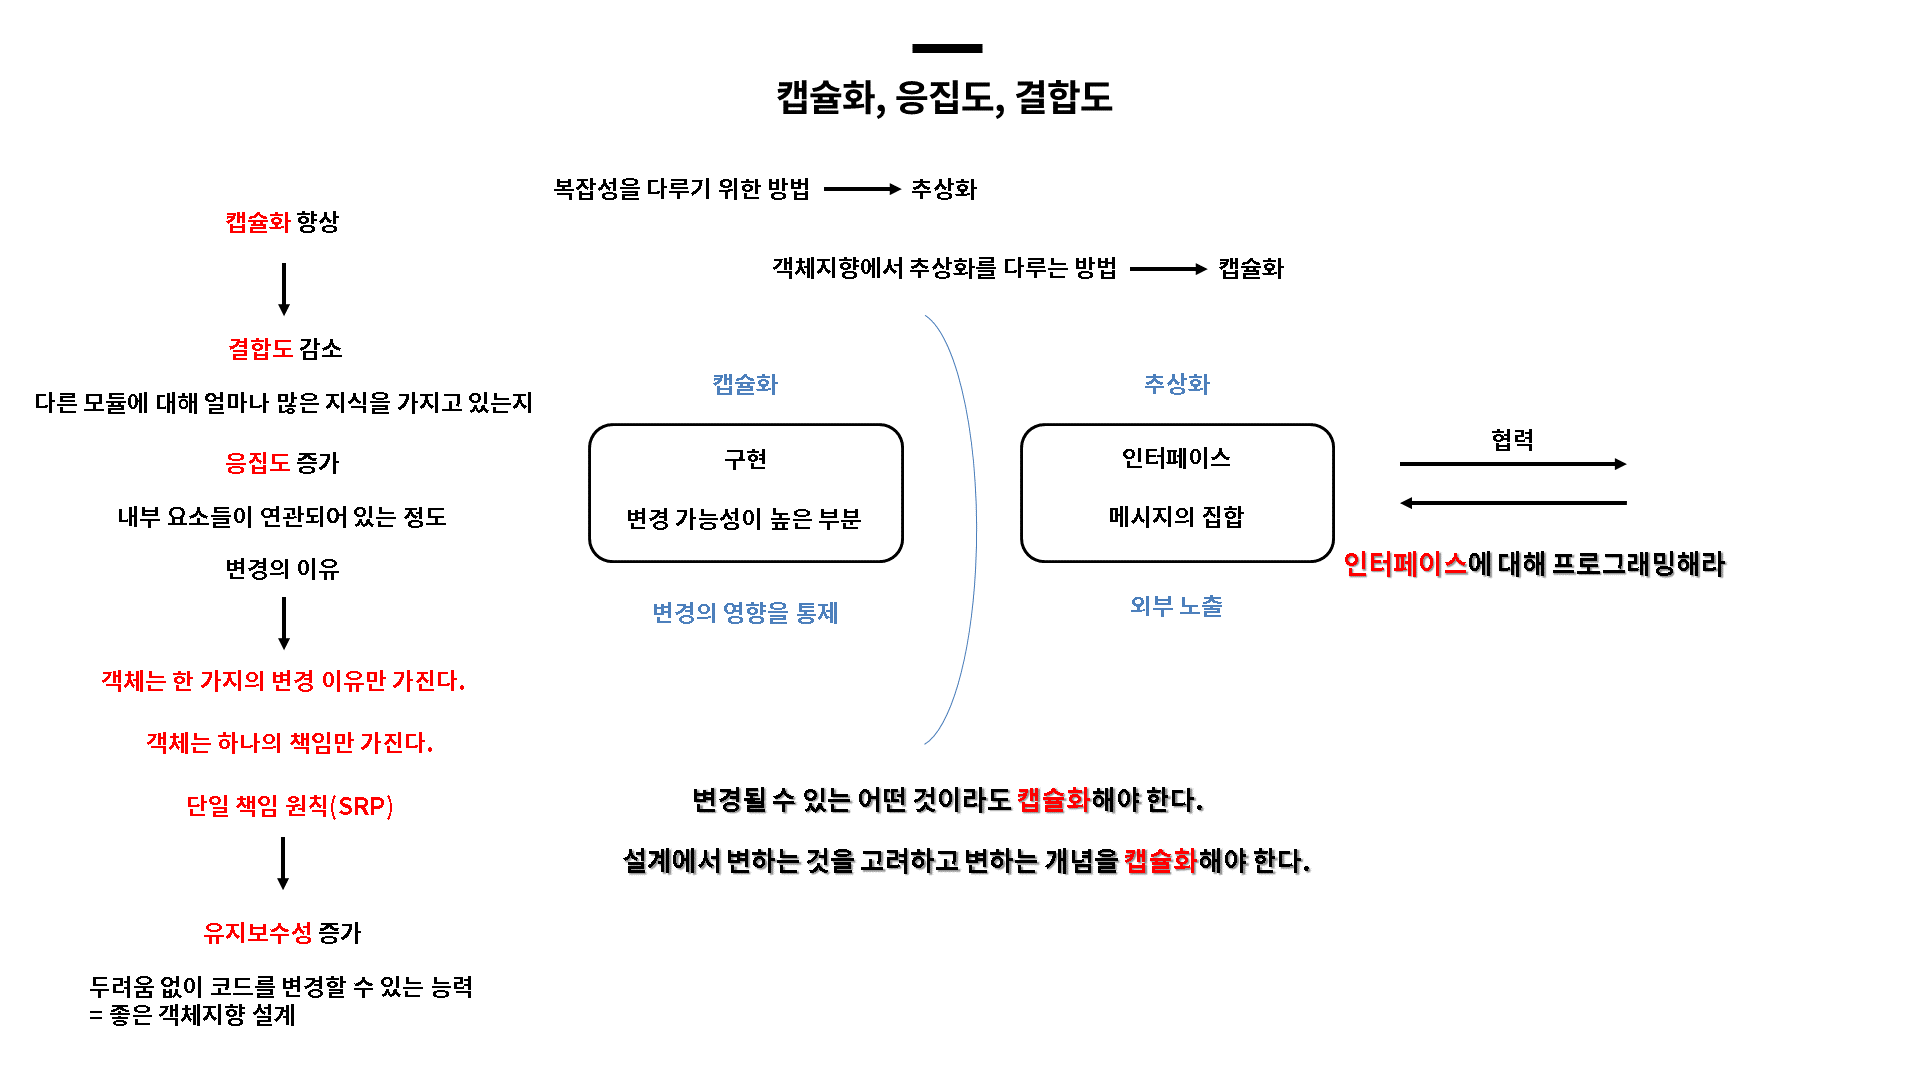 캡슐화, 응집도, 결합도
복잡성을 다루기 위한 방법 추상화
객체지향에서 추상화를 다루는 방법 캡슐화
캡슐화 향상
결합도 감소
다른 모듈에 대해 얼마나 많은 지식을 가지고 있는지
응집도 증가
내부 요소들이 연관되어 있는 정도
변경의 이유
객체는 한 가지의 변경 이유만 가진다.
객체는 하나의 책임만 가진다.
단일 책임 원칙(SRP)
유지보수성 증가
두려움 없이 코드를 변경할 수 있는 능력
= 좋은 객체지향 설계
캡슐화
구현
변경 가능성이 높은 부분
변경의 영향을 통제
추상화
인터페이스
메시지의 집합
외부 노출
협력
인터페이스에 대해 프로그래밍해라
변경될 수 있는 어떤 것이라도 캡슐화해야 한다.
설계에서 변하는 것을 고려하고 변하는 개념을 캡슐화해야 한다.